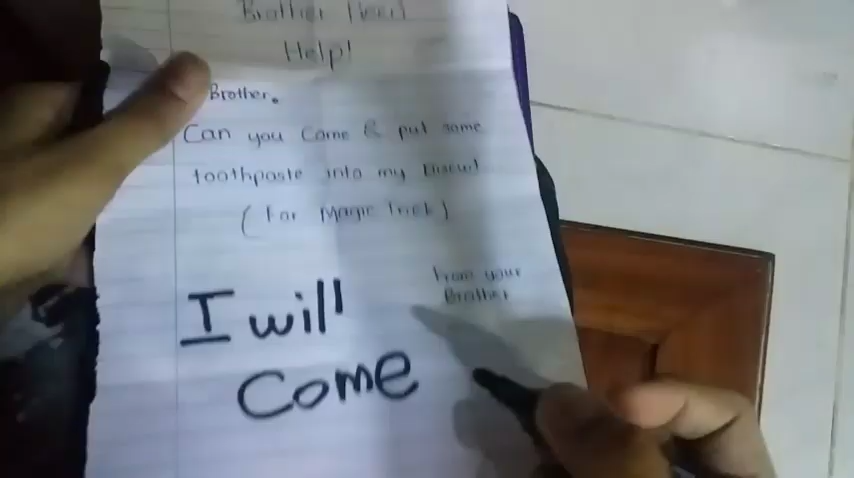 Brother Need
Help!
Brother.
Can you Come & put some
toothpaste into my Biscuit
(For Magic Trick)
From your
Brother
I will
Come